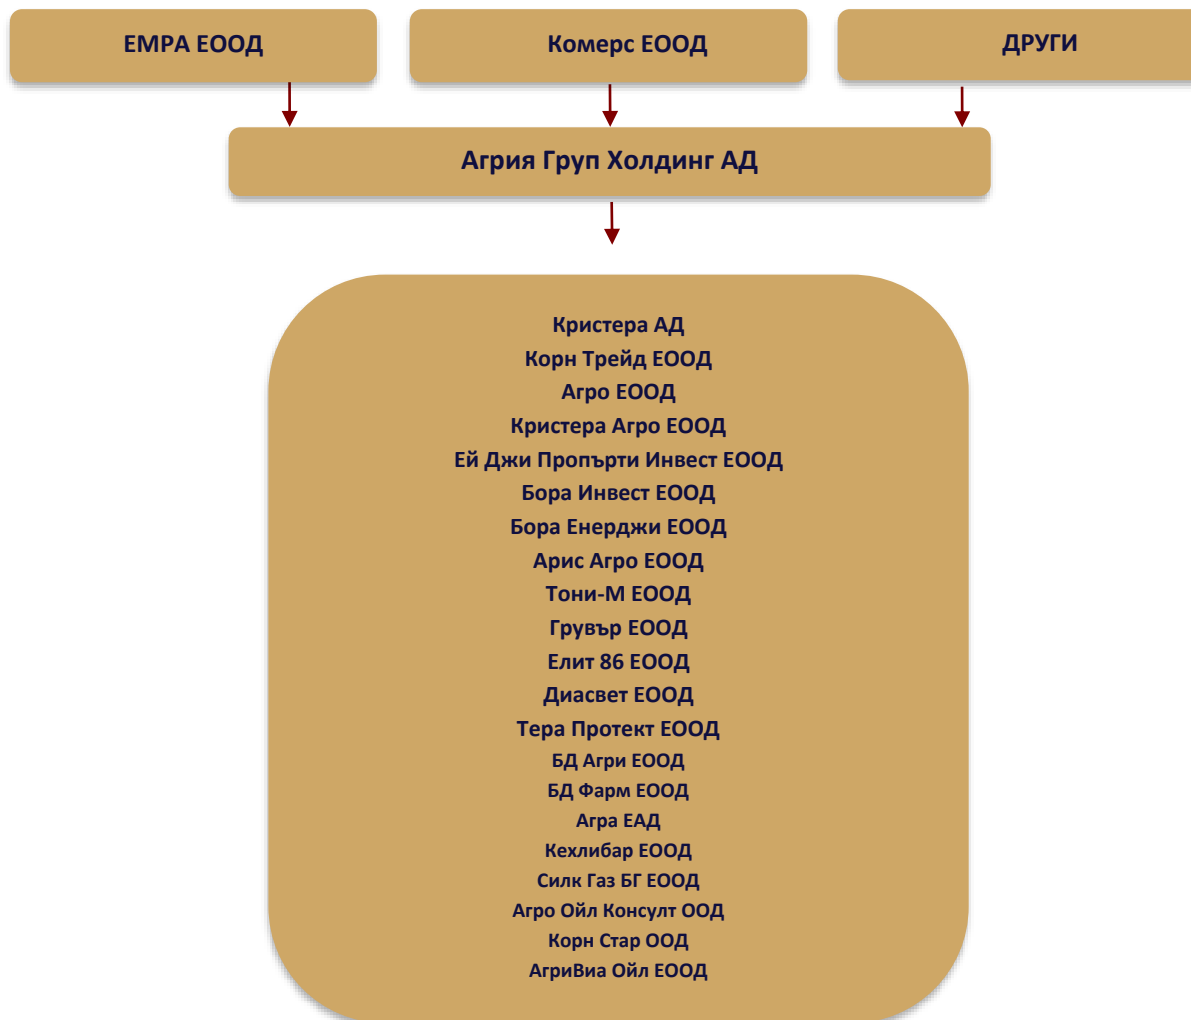 ЕМРА ЕООД
Комерс ЕООД
ДРУГИ
Агрия Груп Холдинг АД
Кристера АД
Корн Трейд ЕООД
Агро ЕООД
Кристера Агро ЕООД
Ей Джи Пропърти Инвест ЕООД
Бора Инвест ЕООД
Бора Енерджи ЕООД
Арис Агро ЕООД
Тони-М ЕООД
Грувър ЕООД
Елит 86 ЕООД
Диасвет ЕООД
Тера Протект ЕООД
БД Агри ЕООД
БД Фарм ЕООД
Агра ЕАД
Кехлибар ЕООД
Силк Газ БГ ЕООД
Агро Ойл Консулт ООД
Корн Стар ООД
АгриВиа Ойл ЕООД